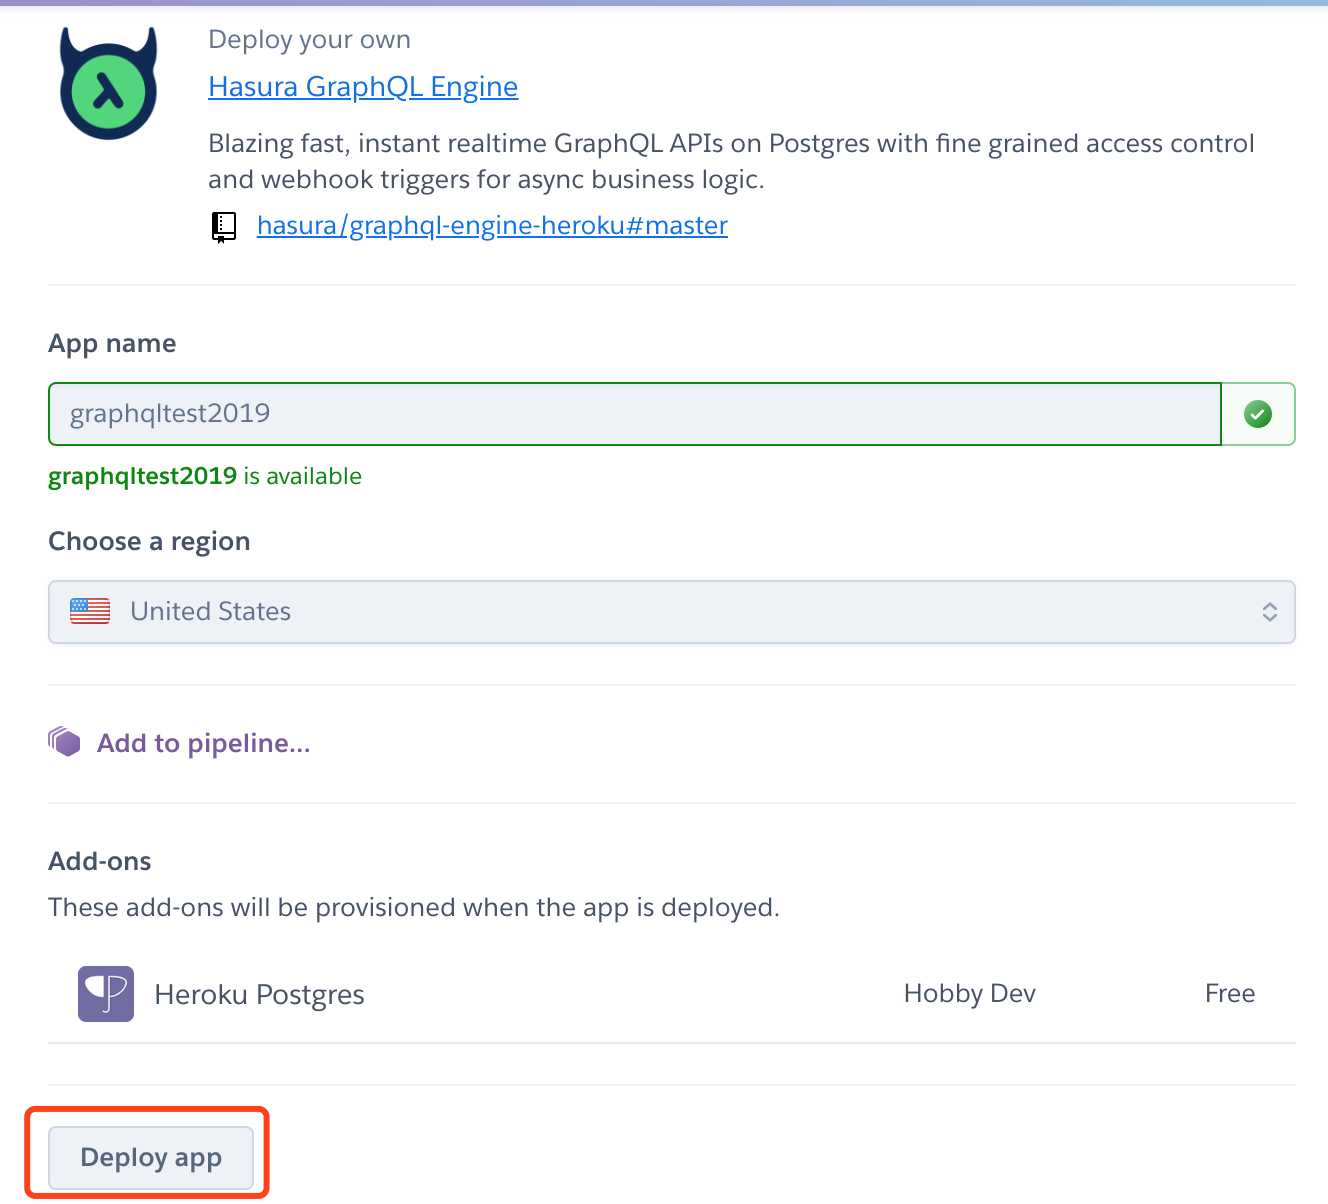 Deploy your own
Hasura GraphQL Engine
Blazing fast, instant realtime GraphQL APIs on Postgres with fine grained access control
and webhook triggers for async business logic.
hasura/graphql-engine-heroku#master
App name
graphqltest2019
graphqltest2019 is available
Choose a region
United States
Add to pipeline...
Add-ons
These add-ons will be provisioned when the app is deployed.
Heroku Postgres Hobby Dev Free
Deploy app